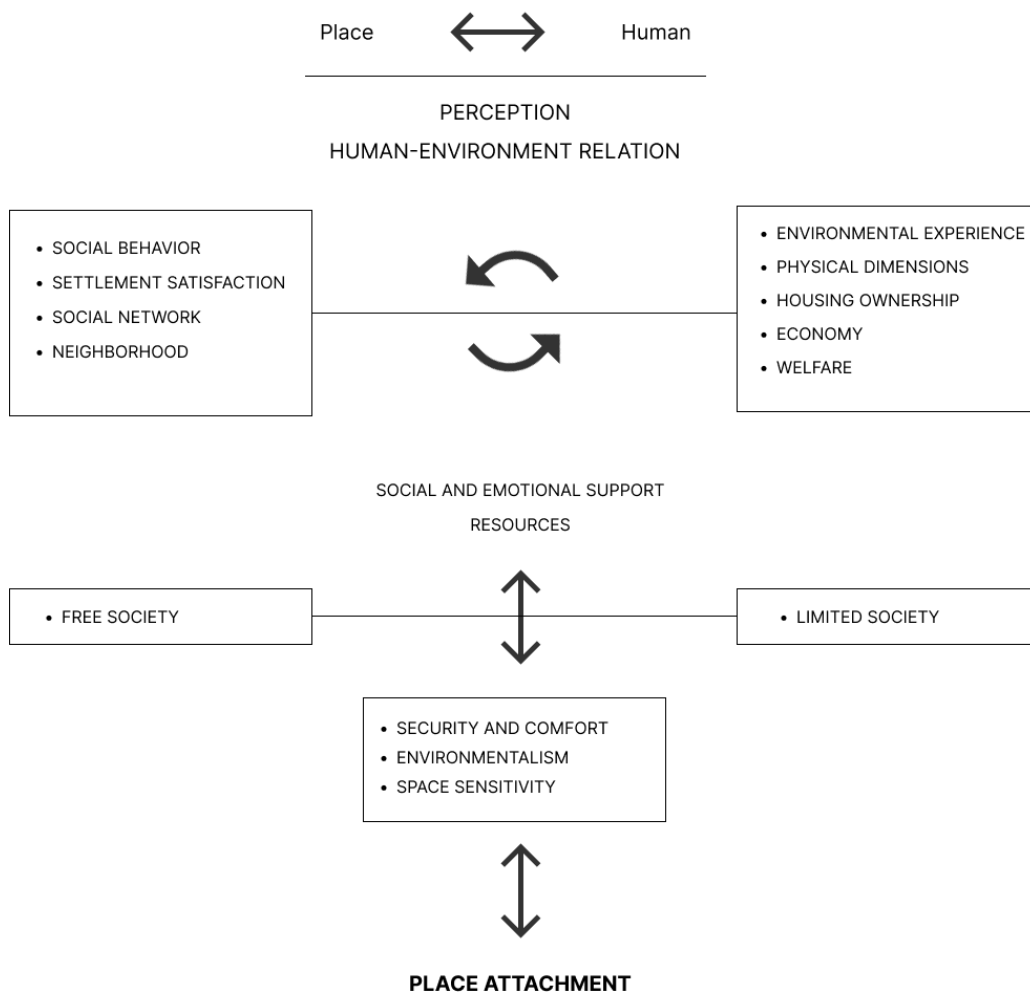 Place
Human
PERCEPTION
HUMAN-ENVIRONMENT RELATION
• SOCIAL BEHAVIOR
• SETTLEMENT SATISFACTION
• SOCIAL NETWORK
• NEIGHBORHOOD
• ENVIRONMENTAL EXPERIENCE
• PHYSICAL DIMENSIONS
• HOUSING OWNERSHIP
• ECONOMY
• WELFARE
SOCIAL AND EMOTIONAL SUPPORT
RESOURCES
• FREE SOCIETY
• LIMITED SOCIETY
• SECURITY AND COMFORT
• ENVIRONMENTALISM
• SPACE SENSITIVITY
PLACE ATTACHMENT